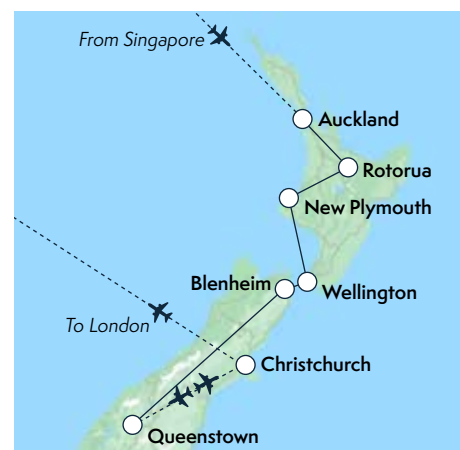 From Singapore
Auckland
Rotorua
New Plymouth
Blenheim
Wellington
To London
Christchurch
Queenstown